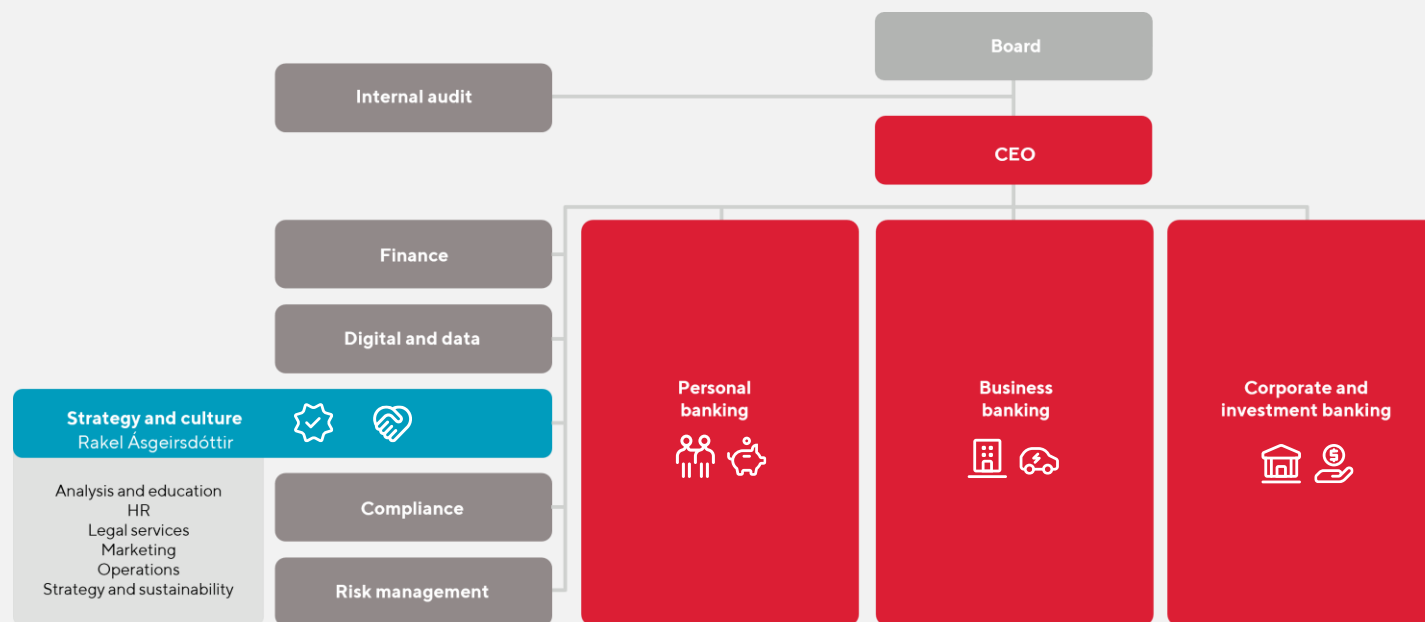 Board
Internal audit
CEO
Finance
Digital and data
Strategy and culture
Rakel Ásgeirsdóttir
Analysis and education
HR
Legal services
Marketing
Operations
Strategy and sustainability
Compliance
Risk management
Personal
banking
Business
banking
Corporate and
investment banking